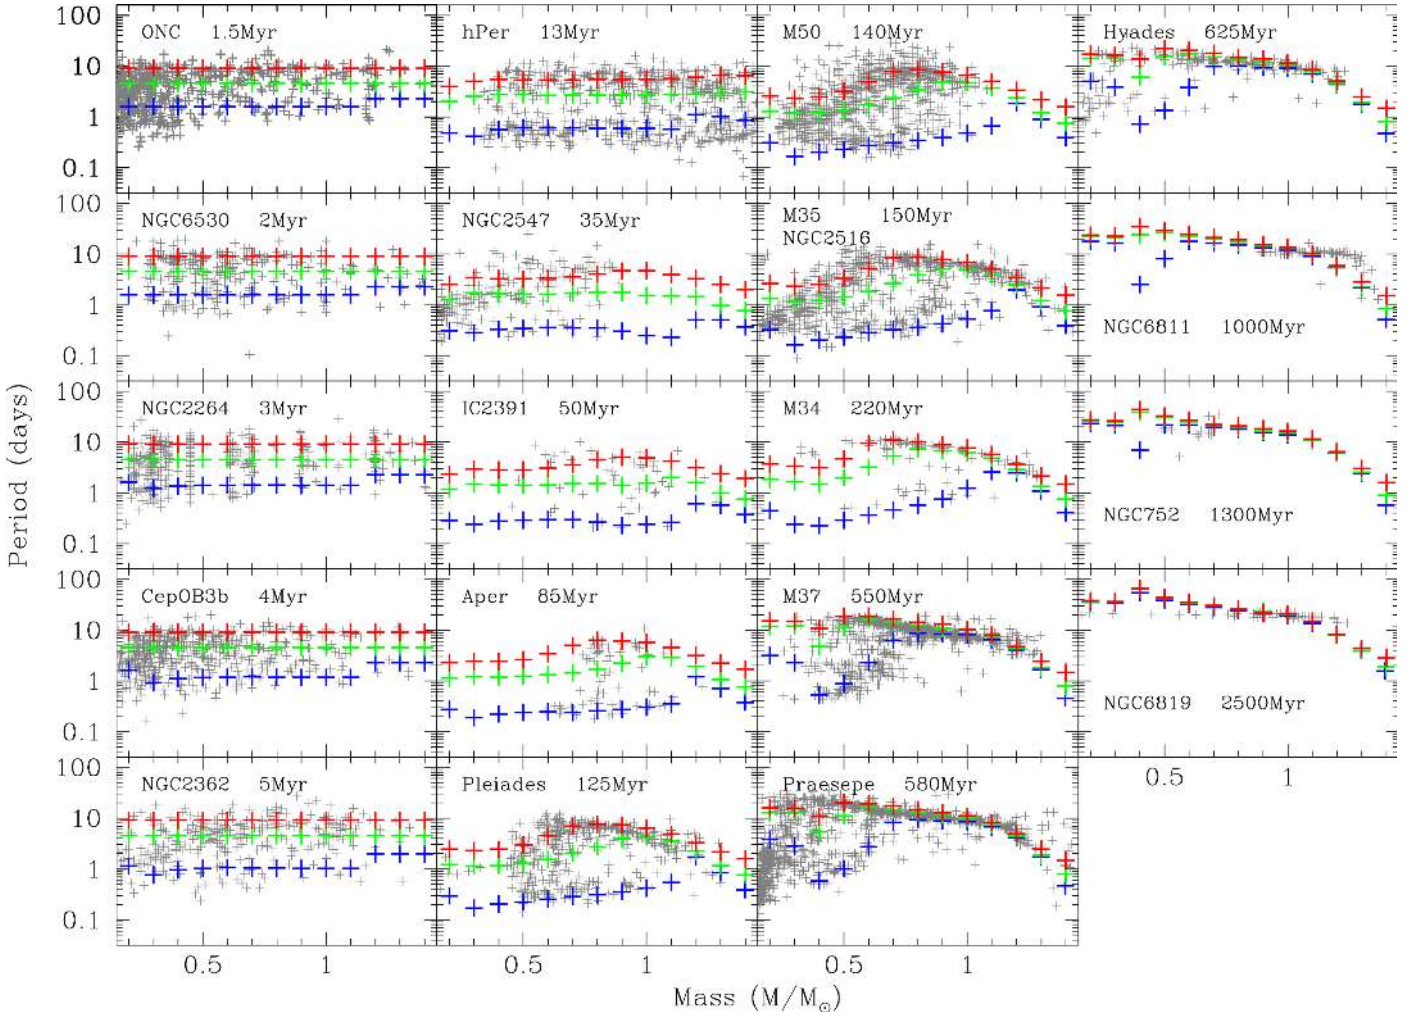 100
ONC 1.5Myr
hPer 13Myr
M50 140Myr
Hyades 625Myr
10
1
0.1
100
NGC6530 2Myr
NGC2547 35Myr
M35 150Myr
NGC2516
10
1
NGC6811 1000Myr
0.1
100
NGC2264 3Myr
IC2391 50Myr
M34 220Myr
10
1
NGC752 1300Myr
0.1
100
CepOB3b 4Myr
Aper 85Myr
M37 550Myr
10
1
NGC6819 2500Myr
0.1
0.5 1
100
NGC2362 5Myr
Pleiades 125Myr
Praesepe 580Myr
10
1
0.1
0.5 1 0.5 1 0.5 1
Period (days)
Mass (M/M⊙)